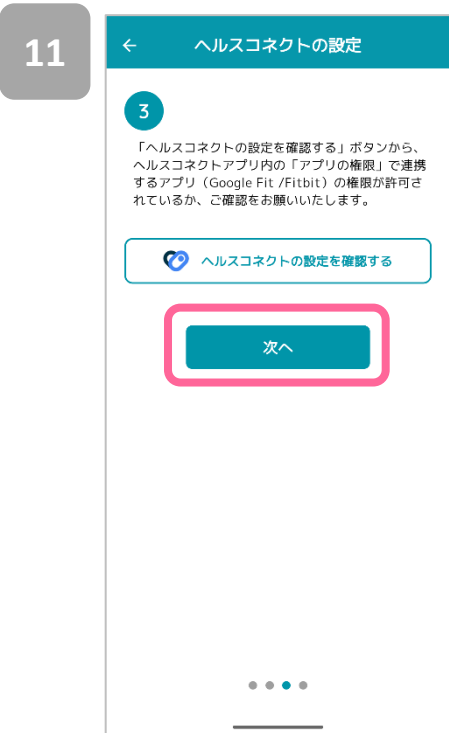 11
ヘルスコネクトの設定
3
「ヘルスコネクトの設定を確認する」ボタンから、
ヘルスコネクトアプリ内の「アプリの権限」で連携
するアプリ（Google Fit /Fitbit）の権限が許可さ
れているか、ご確認をお願いいたします。
ヘルスコネクトの設定を確認する
次へ